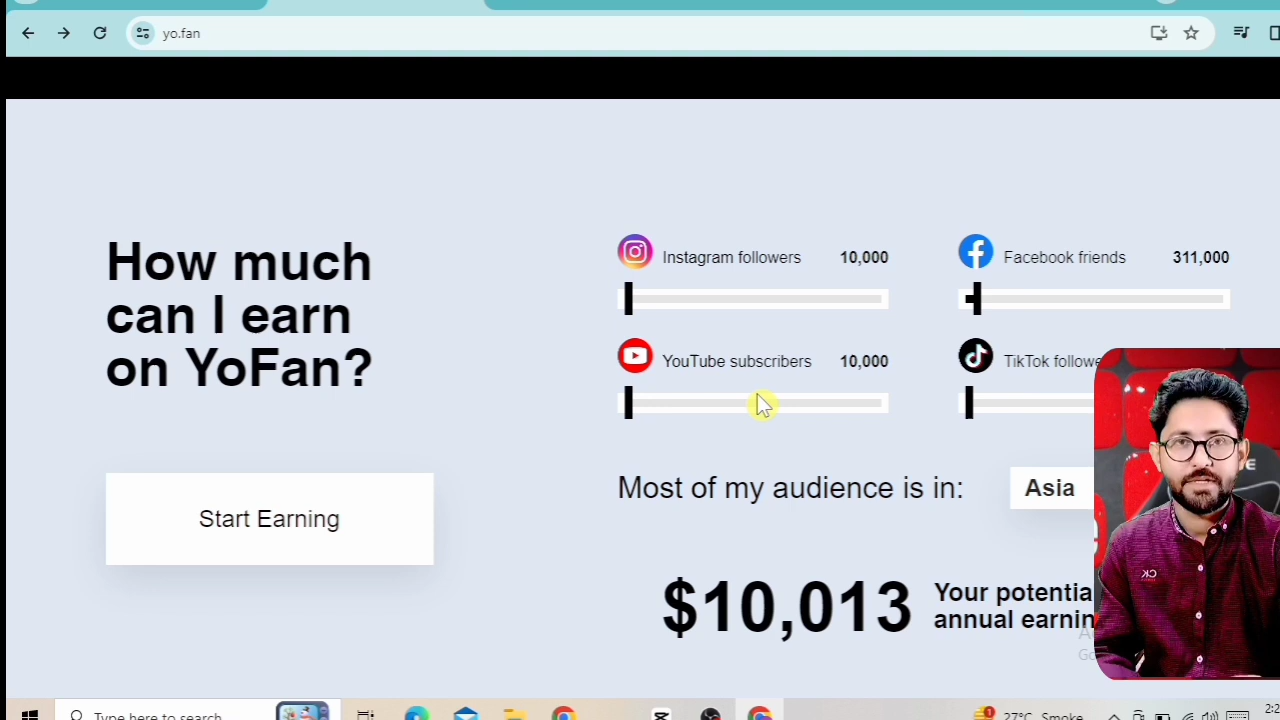 yo.fan
How much
can I earn
on YoFan?
Start Earning
Instagram followers 10,000
Facebook friends 311,000
YouTube subscribers 10,000
TikTok followe
Most of my audience is in: Asia
$10,013
Your potentia
annual earnin
Type here to search
27°C Smoke
CK